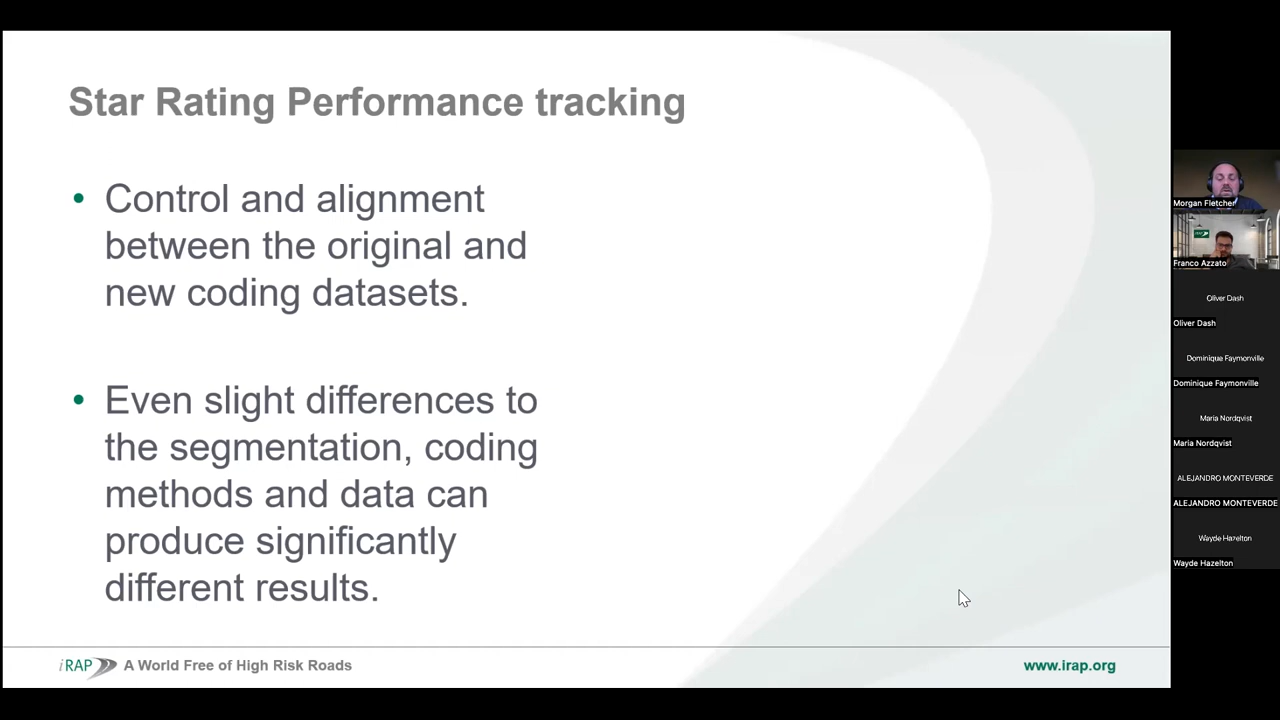 Star Rating Performance tracking
• Control and alignment
between the original and
new coding datasets.
• Even slight differences to
the segmentation, coding
methods and data can
produce significantly
different results.
iRAP A World Free of High Risk Roads
www.irap.org
Morgan Fletcher
iRAP
Franco Azzato
Oliver Dash
Oliver Dash
Dominique Faymonville
Dominique Faymonville
Maria Nordqvist
Maria Nordqvist
ALEJANDRO MONTEVERDE
ALEJANDRO MONTEVERDE
Wayde Hazelton
Wayde Hazelton